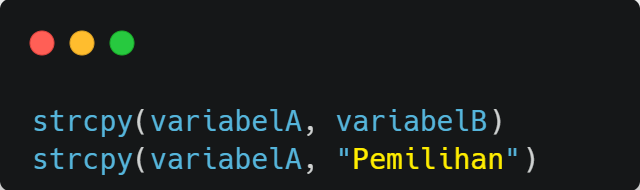 strcpy(variabelA, variabelB)
strcpy(variabelA, "Pemilihan")